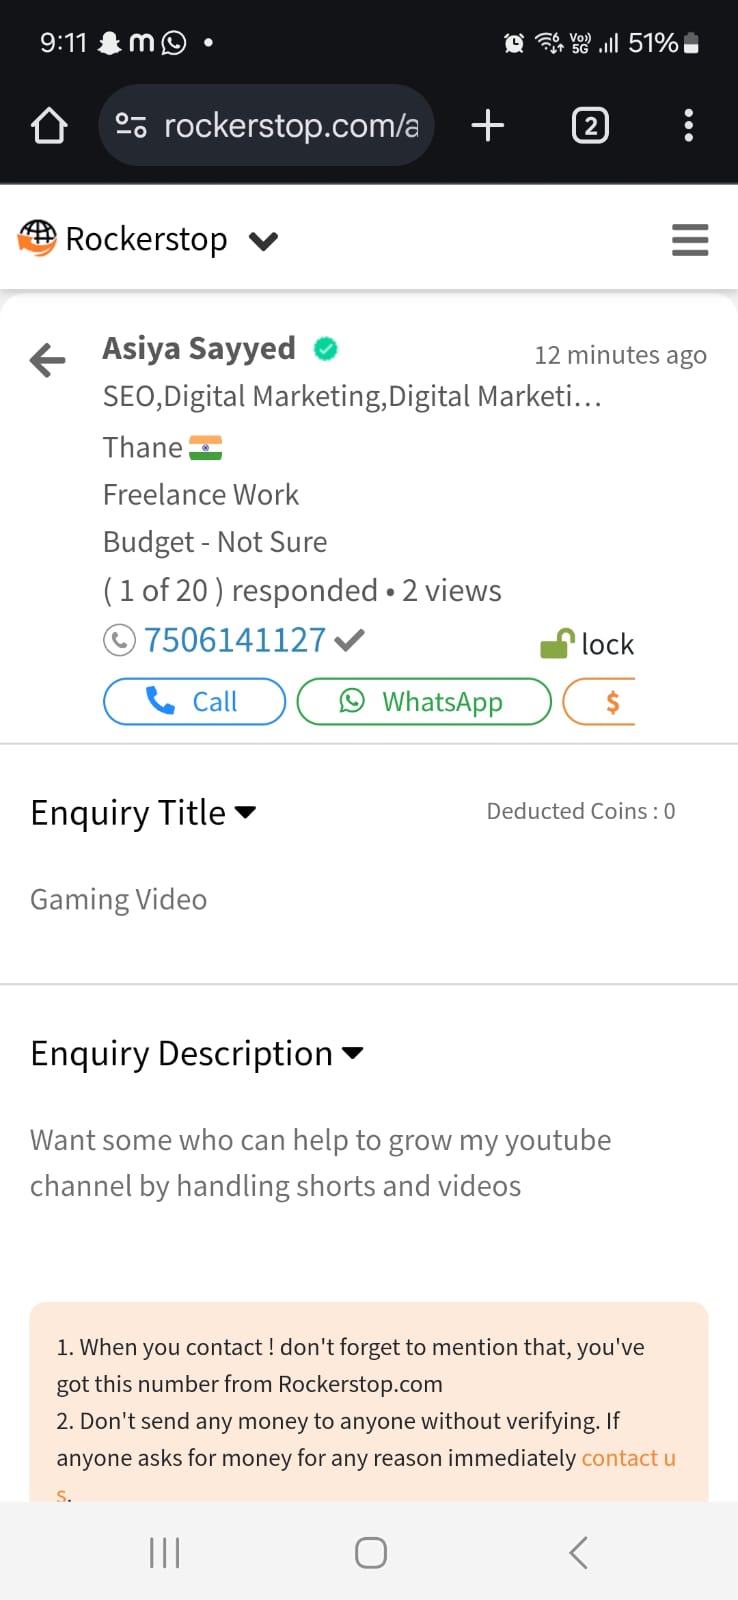 9:11
Vo)) 5G 51%
rockerstop.com/a
2
Rockerstop
Asiya Sayyed
12 minutes ago
SEO,Digital Marketing,Digital Marketi...
Thane
Freelance Work
Budget - Not Sure
( 1 of 20 ) responded • 2 views
7506141127
lock
Call
WhatsApp
$
Enquiry Title
Deducted Coins : 0
Gaming Video
Enquiry Description
Want some who can help to grow my youtube
channel by handling shorts and videos
1. When you contact ! don't forget to mention that, you've
got this number from Rockerstop.com
2. Don't send any money to anyone without verifying. If
anyone asks for money for any reason immediately contact u
s.